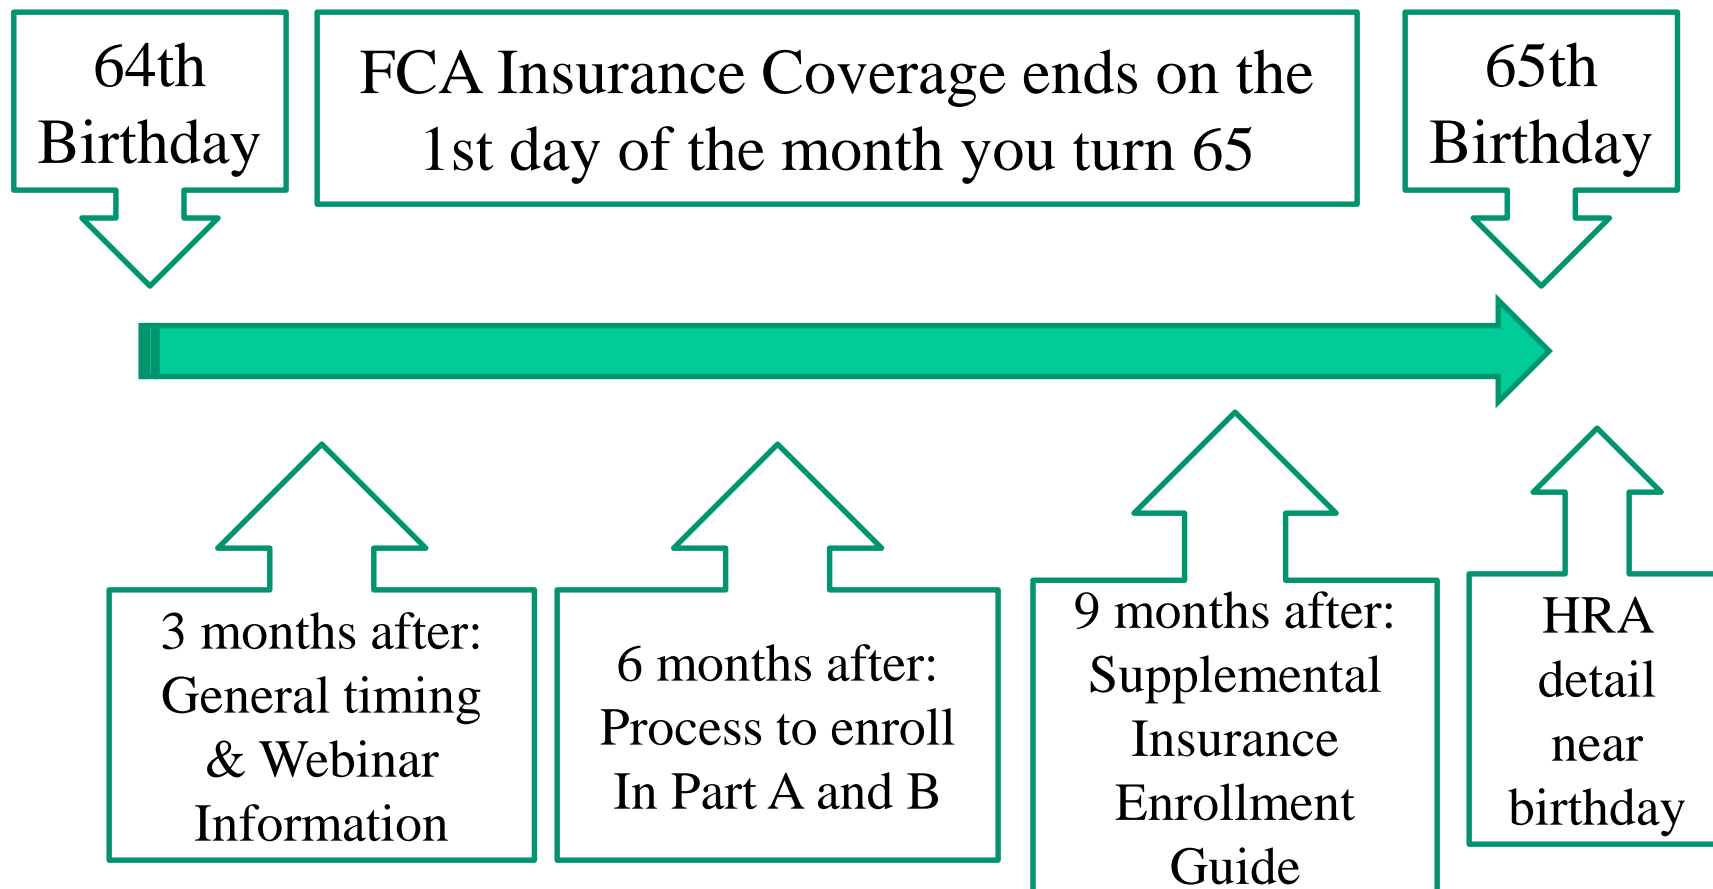 64th
Birthday
FCA Insurance Coverage ends on the
1st day of the month you turn 65
65th
Birthday
3 months after:
General timing
& Webinar
Information
6 months after:
Process to enroll
In Part A and B
9 months after:
Supplemental
Insurance
Enrollment
Guide
HRA
detail
near
birthday